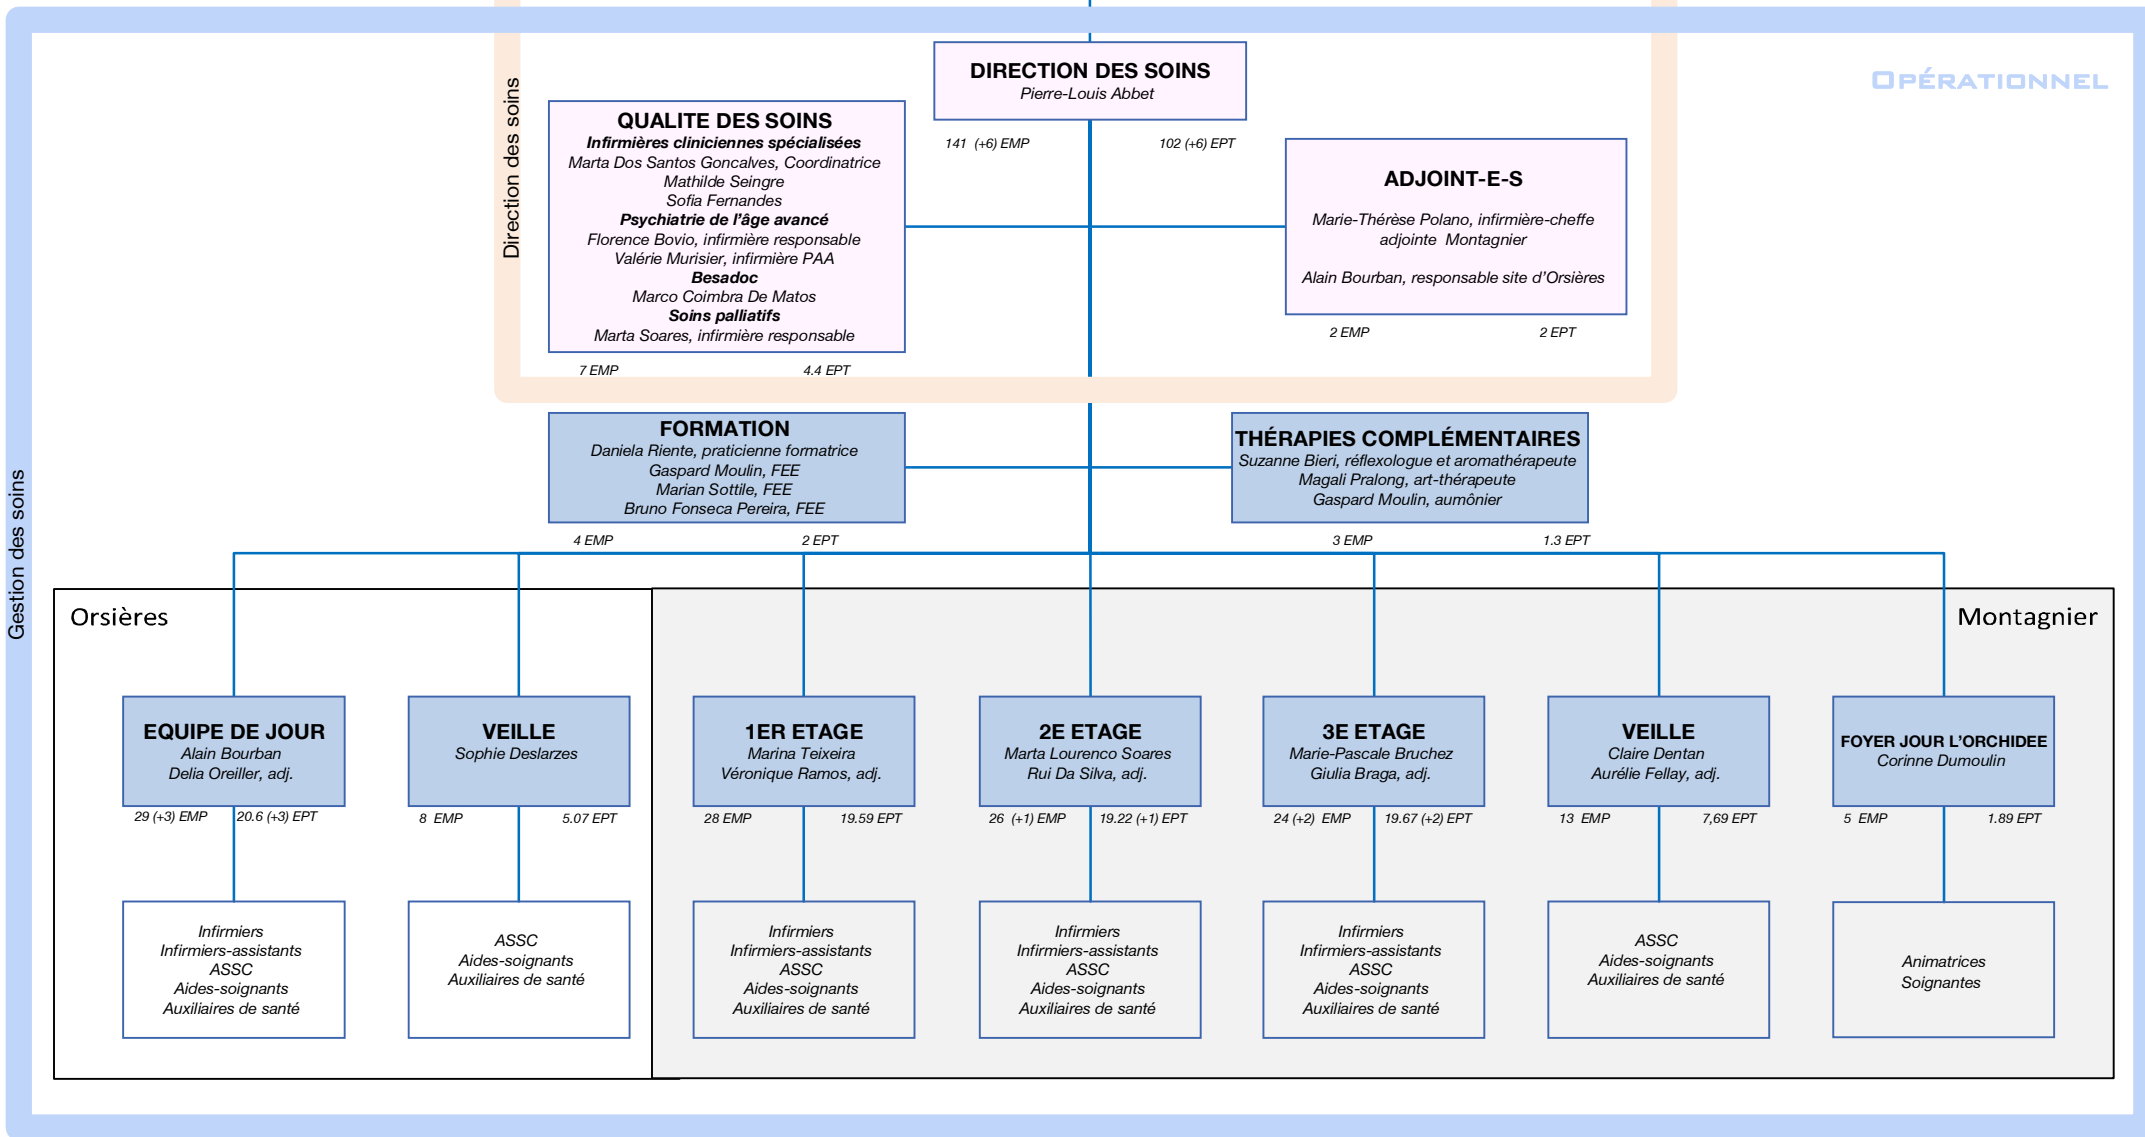 OPÉRATIONNEL
Gestion des soins
Direction des soins
DIRECTION DES SOINS
Pierre-Louis Abbet
141 (+6) EMP
102 (+6) EPT
QUALITE DES SOINS
Infirmières cliniciennes spécialisées
Marta Dos Santos Goncalves, Coordinatrice
Mathilde Seingre
Sofia Fernandes
Psychiatrie de l'âge avancé
Florence Bovio, infirmière responsable
Valérie Murisier, infirmière PAA
Besadoc
Marco Coimbra De Matos
Soins palliatifs
Marta Soares, infirmière responsable
7 EMP
4.4 EPT
ADJOINT-E-S
Marie-Thérèse Polano, infirmière-cheffe
adjointe Montagnier
Alain Bourban, responsable site d'Orsières
2 EMP
2 EPT
FORMATION
Daniela Riente, praticienne formatrice
Gaspard Moulin, FEE
Marian Sottile, FEE
Bruno Fonseca Pereira, FEE
4 EMP
2 EPT
THÉRAPIES COMPLÉMENTAIRES
Suzanne Bieri, réflexologue et aromathérapeute
Magali Pralong, art-thérapeute
Gaspard Moulin, aumônier
3 EMP
1.3 EPT
Orsières
Montagnier
EQUIPE DE JOUR
Alain Bourban
Delia Oreiller, adj.
29 (+3) EMP
20.6 (+3) EPT
Infirmiers
Infirmiers-assistants
ASSC
Aides-soignants
Auxiliaires de santé
VEILLE
Sophie Deslarzes
8 EMP
5.07 EPT
ASSC
Aides-soignants
Auxiliaires de santé
1ER ETAGE
Marina Teixeira
Véronique Ramos, adj.
28 EMP
19.59 EPT
Infirmiers
Infirmiers-assistants
ASSC
Aides-soignants
Auxiliaires de santé
2E ETAGE
Marta Lourenco Soares
Rui Da Silva, adj.
26 (+1) EMP
19.22 (+1) EPT
Infirmiers
Infirmiers-assistants
ASSC
Aides-soignants
Auxiliaires de santé
3E ETAGE
Marie-Pascale Bruchez
Giulia Braga, adj.
24 (+2) EMP
19.67 (+2) EPT
Infirmiers
Infirmiers-assistants
ASSC
Aides-soignants
Auxiliaires de santé
VEILLE
Claire Dentan
Aurélie Fellay, adj.
13 EMP
7,69 EPT
ASSC
Aides-soignants
Auxiliaires de santé
FOYER JOUR L'ORCHIDEE
Corinne Dumoulin
5 EMP
1.89 EPT
Animatrices
Soignantes